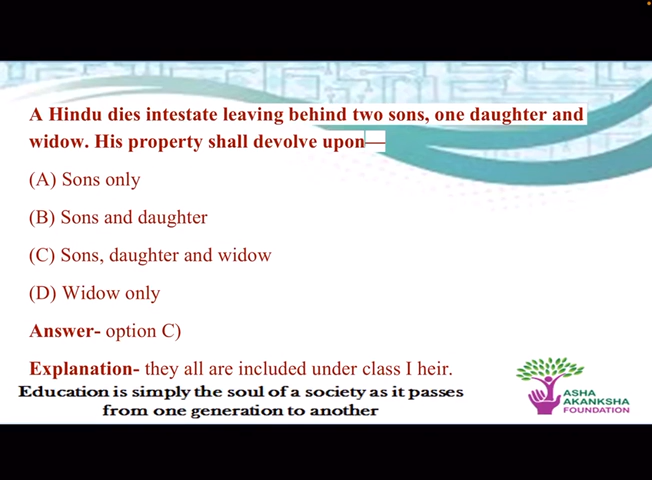 A Hindu dies intestate leaving behind two sons, one daughter and
widow. His property shall devolve upon—
(A) Sons only
(B) Sons and daughter
(C) Sons, daughter and widow
(D) Widow only
Answer- option C)
Explanation- they all are included under class I heir.
Education is simply the soul of a society as it passes
from one generation to another
ASHA
AKANKSHA
FOUNDATION